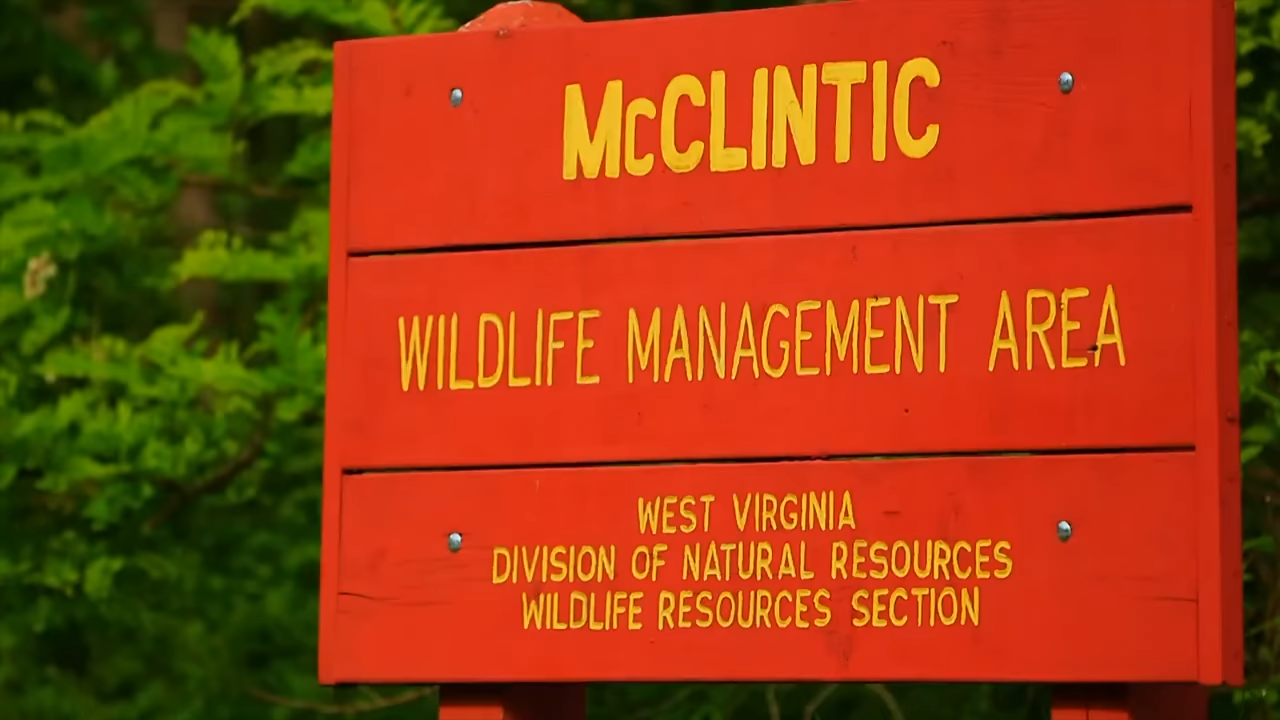 McCLINTIC
WILDLIFE MANAGEMENT AREA
WEST VIRGINIA
DIVISION OF NATURAL RESOURCES
WILDLIFE RESOURCES SECTION